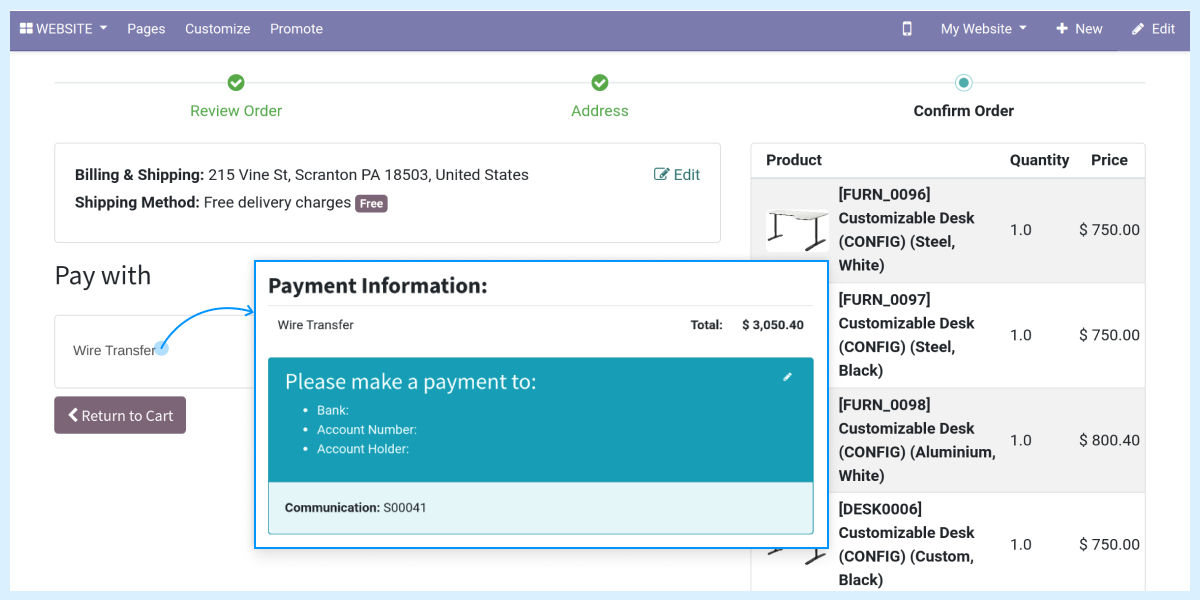 WEBSITE Pages Customize Promote My Website New Edit
Review Order Address Confirm Order
Billing & Shipping: 215 Vine St, Scranton PA 18503, United States Edit
Shipping Method: Free delivery charges Free
Pay with
Wire Transfer
Return to Cart
Payment Information:
Wire Transfer Total: $ 3,050.40
Please make a payment to:
Bank:
Account Number:
Account Holder:
Communication: S00041
Product Quantity Price
[FURN_0096]
Customizable Desk
(CONFIG) (Steel,
White)
1.0 $ 750.00
[FURN_0097]
Customizable Desk
(CONFIG) (Steel,
Black)
1.0 $ 750.00
[FURN_0098]
Customizable Desk
(CONFIG) (Aluminium,
White)
1.0 $ 800.40
[DESK0006]
Customizable Desk
(CONFIG) (Custom,
Black)
1.0 $ 750.00